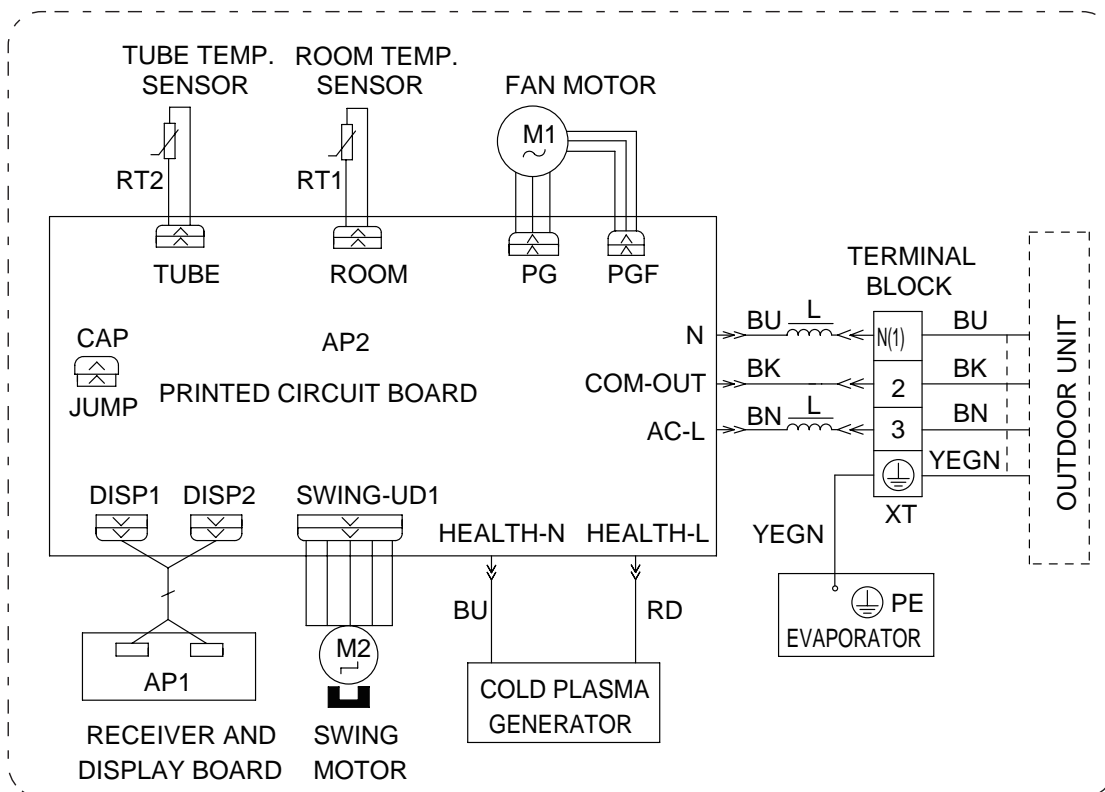 TUBE TEMP.
SENSOR
ROOM TEMP.
SENSOR
FAN MOTOR
M1
RT2
RT1
TUBE
ROOM
PG
PGF
TERMINAL
BLOCK
CAP
JUMP
AP2
PRINTED CIRCUIT BOARD
N
BU
L
N(1)
BU
COM-OUT
BK
2
BK
AC-L
BN
L
3
BN
YEGN
XT
OUTDOOR UNIT
DISP1
DISP2
SWING-UD1
HEALTH-N
HEALTH-L
YEGN
BU
RD
PE
EVAPORATOR
M2
AP1
COLD PLASMA
GENERATOR
RECEIVER AND
DISPLAY BOARD
SWING
MOTOR